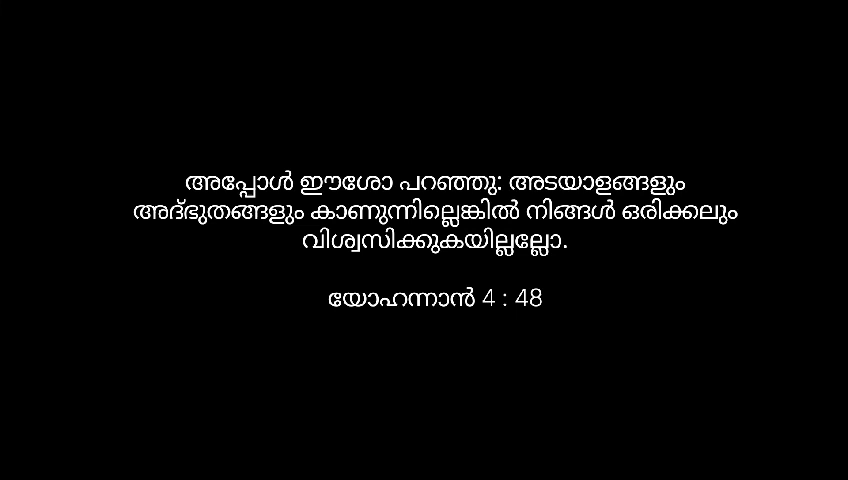 അപ്പോൾ ഈശോ പറഞ്ഞു: അടയാളങ്ങളും
അദ്ഭുതങ്ങളും കാണുന്നില്ലെങ്കിൽ നിങ്ങൾ ഒരിക്കലും
വിശ്വസിക്കുകയില്ലല്ലോ.
യോഹന്നാൻ 4 : 48